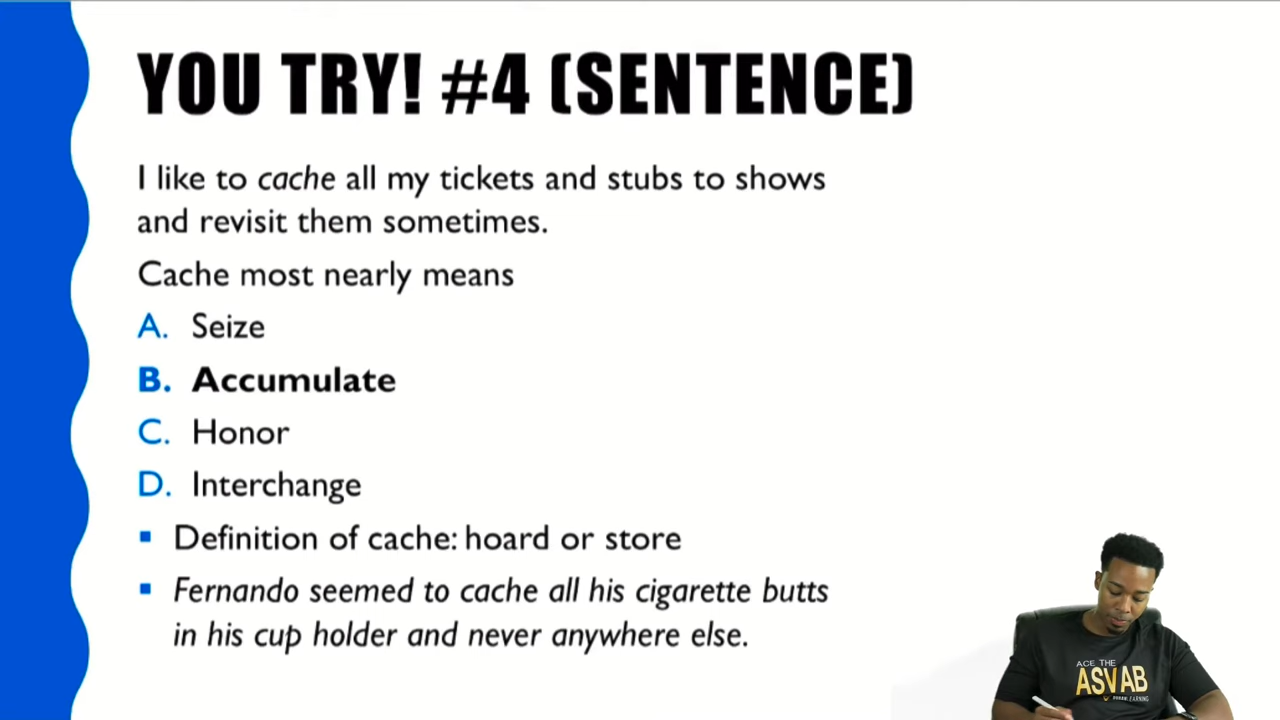 YOU TRY! #4 (SENTENCE)
I like to cache all my tickets and stubs to shows
and revisit them sometimes.
Cache most nearly means
A. Seize
B. Accumulate
C. Honor
D. Interchange
▪ Definition of cache: hoard or store
▪ Fernando seemed to cache all his cigarette butts
in his cup holder and never anywhere else.
ACE THE
ASVAB
LEARNING